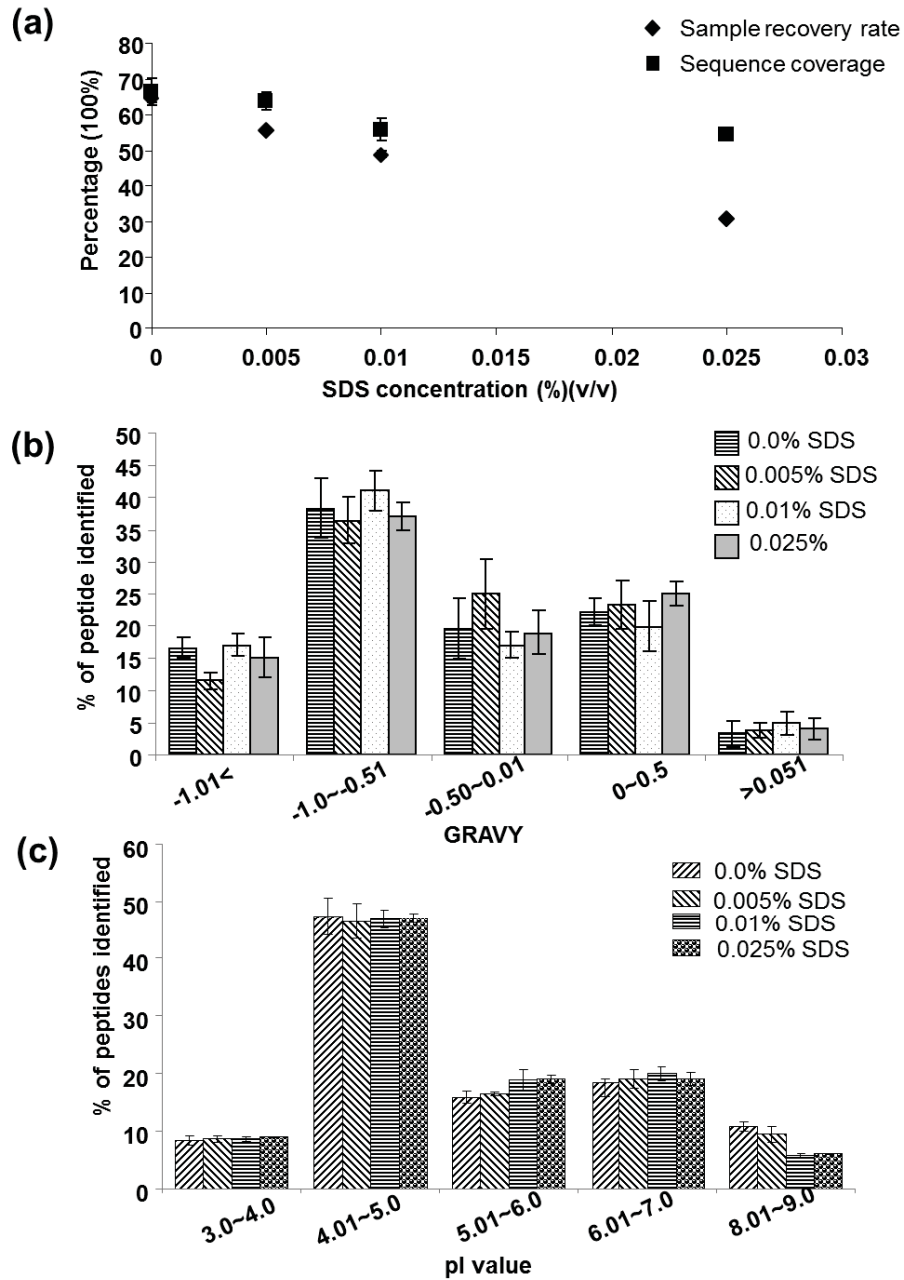 (a)
Sample recovery rate
Sequence coverage
Percentage (100%)
80
70
60
50
40
30
20
10
0
0 0.005 0.01 0.015 0.02 0.025 0.03
SDS concentration (%)(v/v)
(b)
0.0% SDS
0.005% SDS
0.01% SDS
0.025%
% of peptide identified
50
45
40
35
30
25
20
15
10
5
0
-1.01< -1.0~-0.51 -0.50~0.01 0~0.5 >0.051
GRAVY
(c)
0.0% SDS
0.005% SDS
0.01% SDS
0.025% SDS
% of peptides identified
60
50
40
30
20
10
0
3.0~4.0 4.01~5.0 5.01~6.0 6.01~7.0 8.01~9.0
pI value